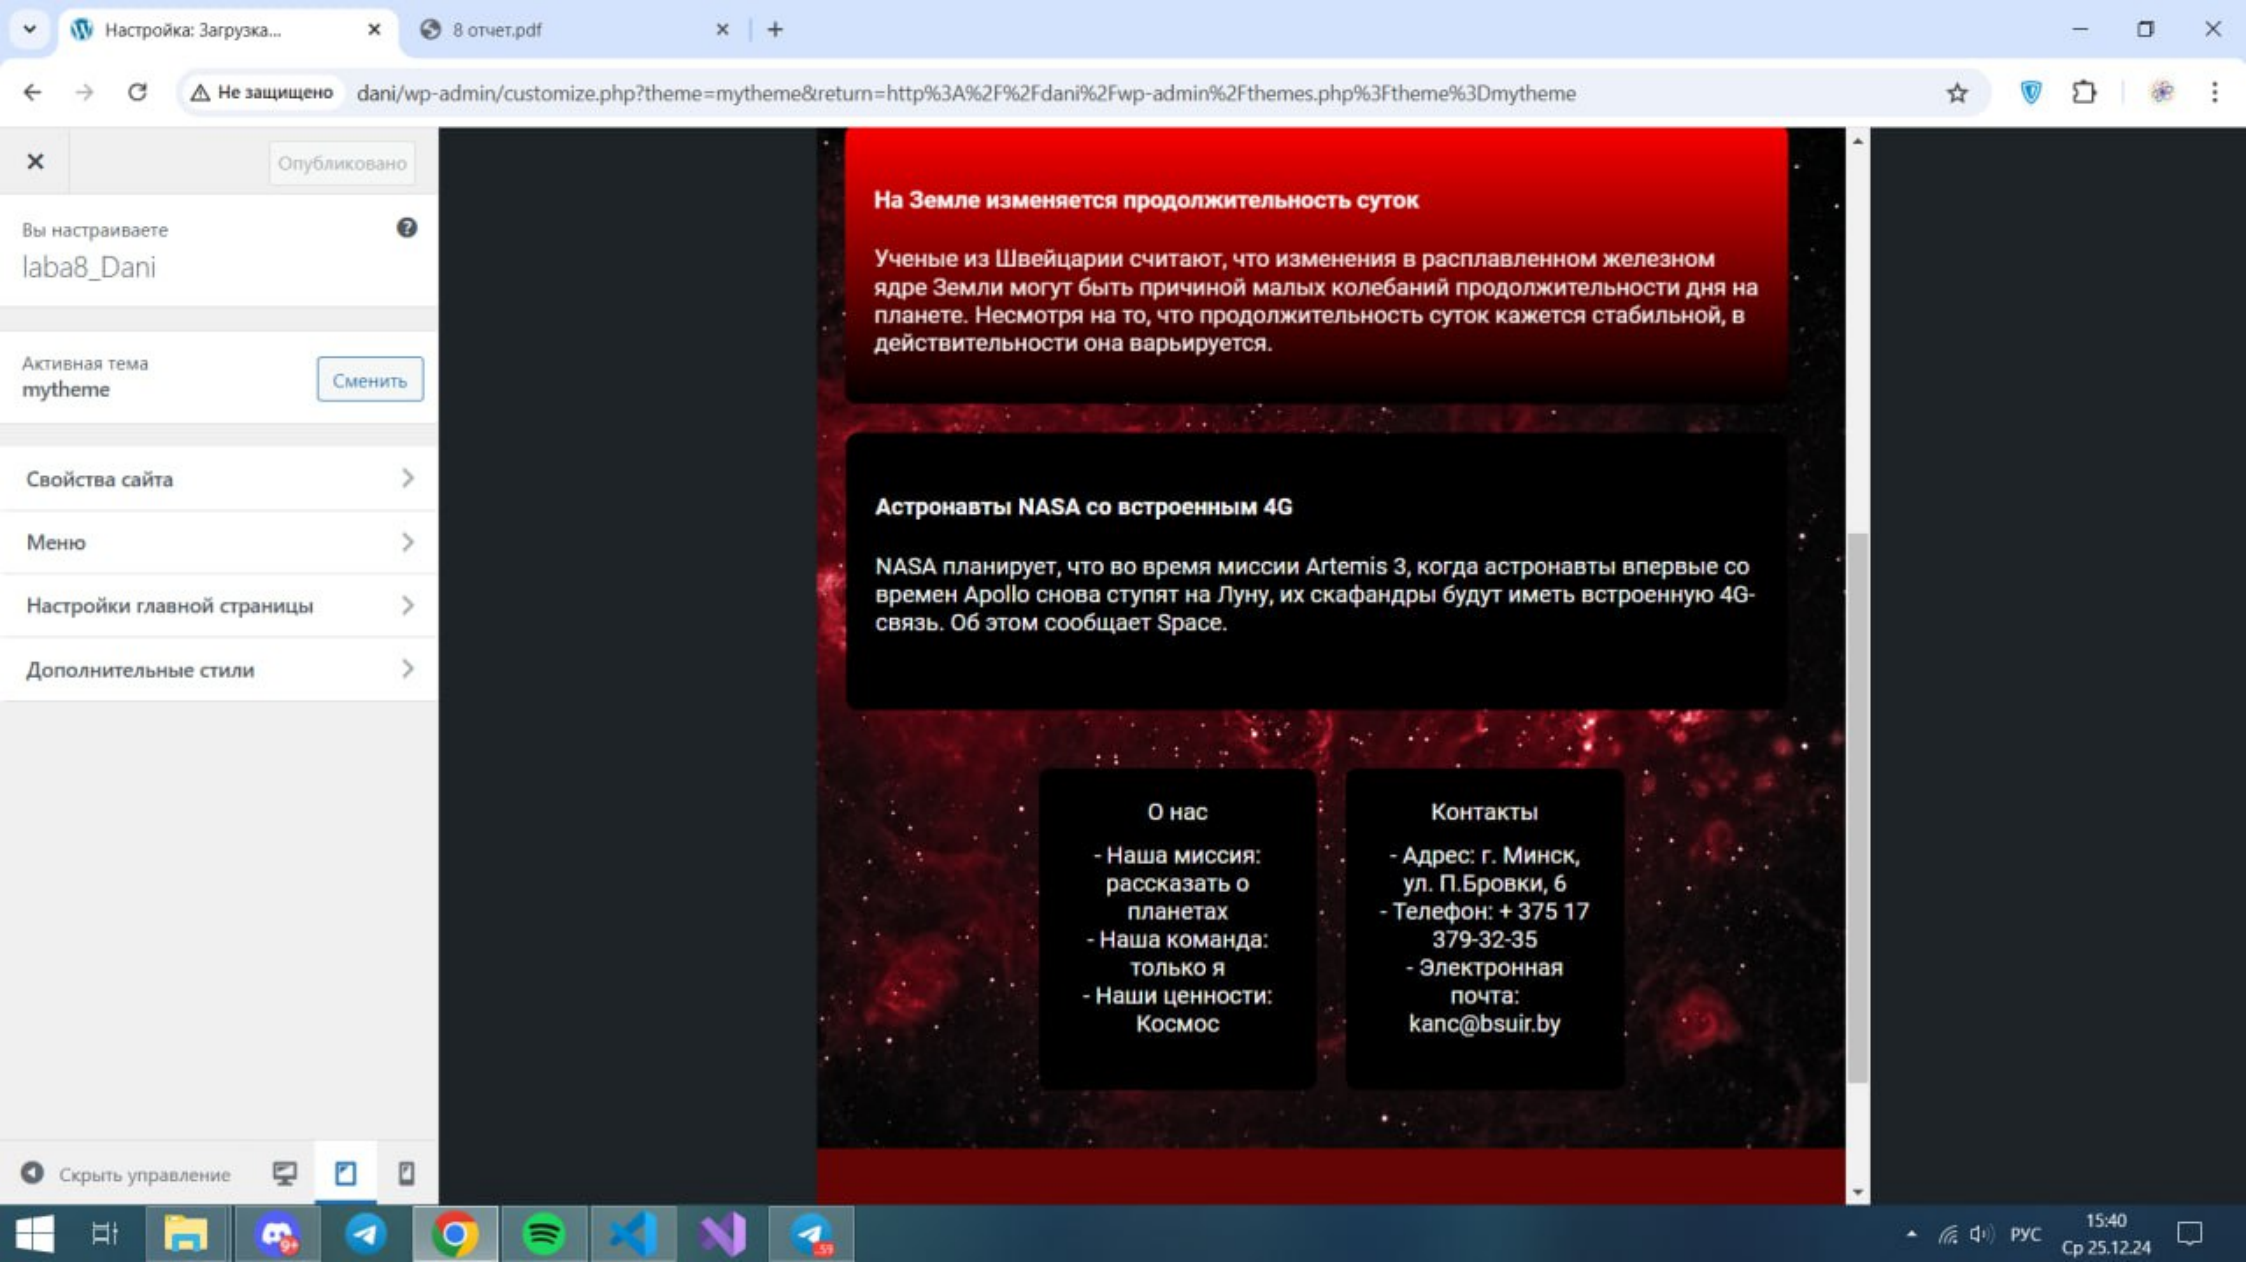 Настройка: Загрузка...
8 отчет.pdf
Не защищено
dani/wp-admin/customize.php?theme=mytheme&return=http%3A%2F%2Fdani%2Fwp-admin%2Fthemes.php%3Ftheme%3Dmytheme
Опубликовано
Вы настраиваете
laba8_Dani
Активная тема
mytheme
Сменить
Свойства сайта
Меню
Настройки главной страницы
Дополнительные стили
Скрыть управление
На Земле изменяется продолжительность суток
Ученые из Швейцарии считают, что изменения в расплавленном железном
ядре Земли могут быть причиной малых колебаний продолжительности дня на
планете. Несмотря на то, что продолжительность суток кажется стабильной, в
действительности она варьируется.
Астронавты NASA со встроенным 4G
NASA планирует, что во время миссии Artemis 3, когда астронавты впервые со
времен Apollo снова ступят на Луну, их скафандры будут иметь встроенную 4G-
связь. Об этом сообщает Space.
О нас
- Наша миссия:
рассказать о
планетах
- Наша команда:
только я
- Наши ценности:
Космос
Контакты
- Адрес: г. Минск,
ул. П.Бровки, 6
- Телефон: + 375 17
379-32-35
- Электронная
почта:
kanc@bsuir.by
9+
..59
РУС
15:40
Ср 25.12.24